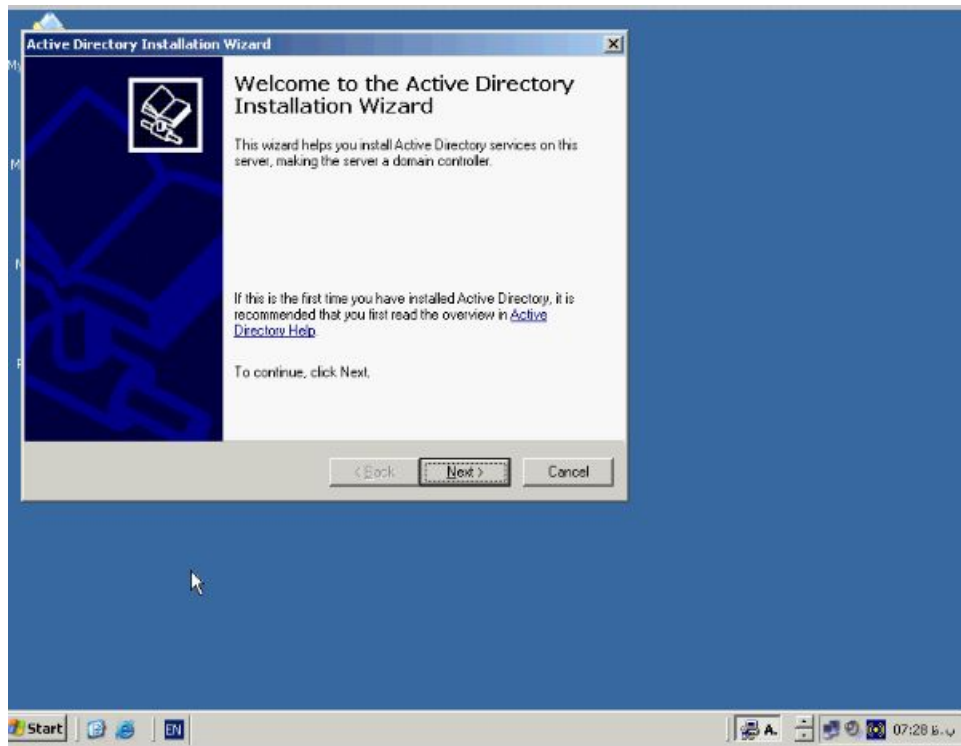 Active Directory Installation Wizard
Welcome to the Active Directory
Installation Wizard
This wizard helps you install Active Directory services on this
server, making the server a domain controller.
If this is the first time you have installed Active Directory, it is
recommended that you first read the overview in Active
Directory Help.
To continue, click Next.
< Back
Next >
Cancel
Start
EN
A.
07:28